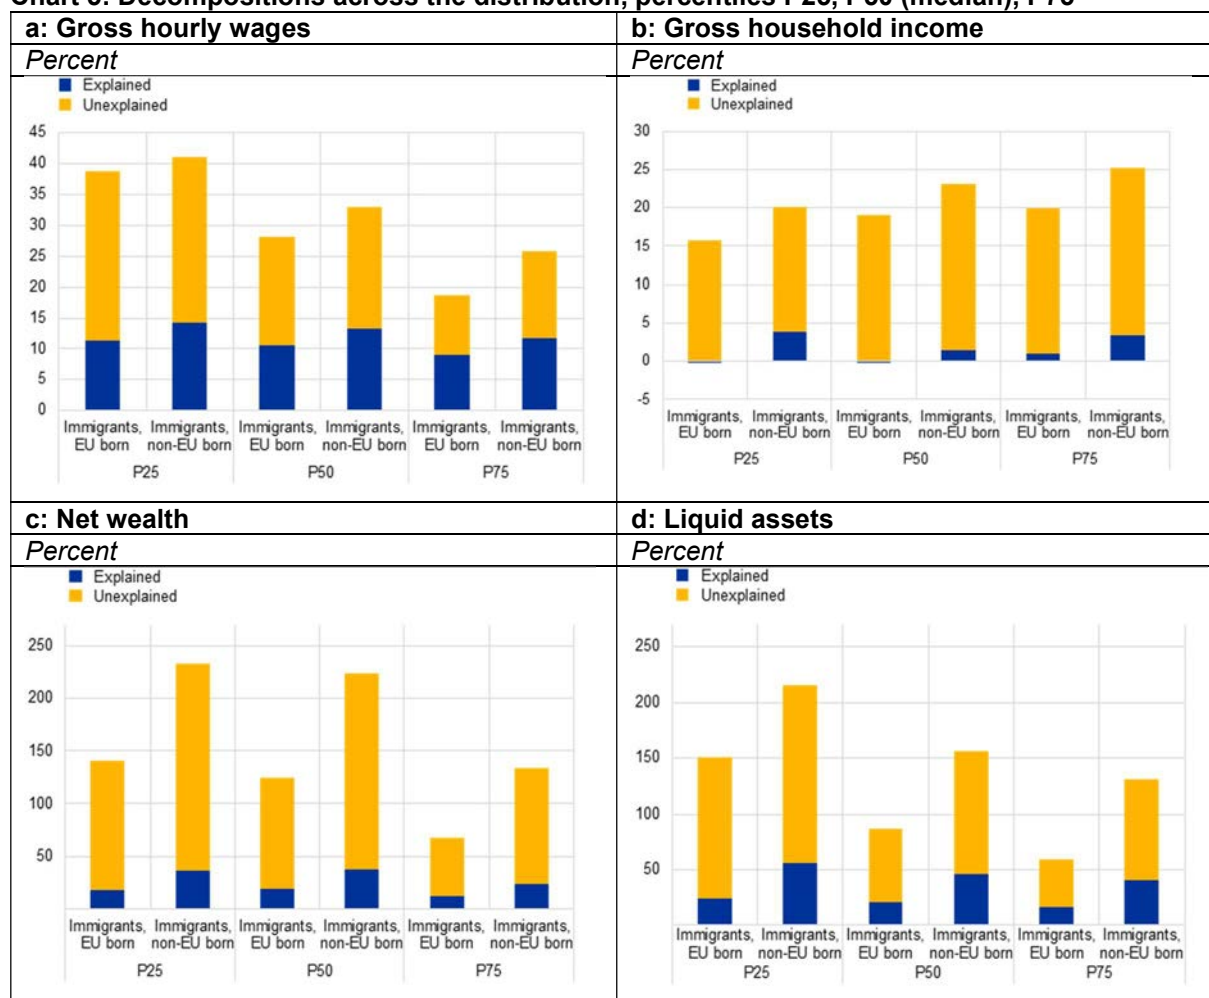 a: Gross hourly wages
Percent
Explained
Unexplained
45
40
35
30
25
20
15
10
5
0
Immigrants, Immigrants, Immigrants, Immigrants, Immigrants, Immigrants,
EU born non-EU born EU born non-EU born EU born non-EU born
P25 P50 P75
b: Gross household income
Percent
Explained
Unexplained
30
25
20
15
10
5
0
-5
Immigrants, Immigrants, Immigrants, Immigrants, Immigrants, Immigrants,
EU born non-EU born EU born non-EU born EU born non-EU born
P25 P50 P75
c: Net wealth
Percent
Explained
Unexplained
250
200
150
100
50
Immigrants, Immigrants, Immigrants, Immigrants, Immigrants, Immigrants,
EU born non-EU born EU born non-EU born EU born non-EU born
P25 P50 P75
d: Liquid assets
Percent
Explained
Unexplained
250
200
150
100
50
Immigrants, Immigrants, Immigrants, Immigrants, Immigrants, Immigrants,
EU born non-EU born EU born non-EU born EU born non-EU born
P25 P50 P75